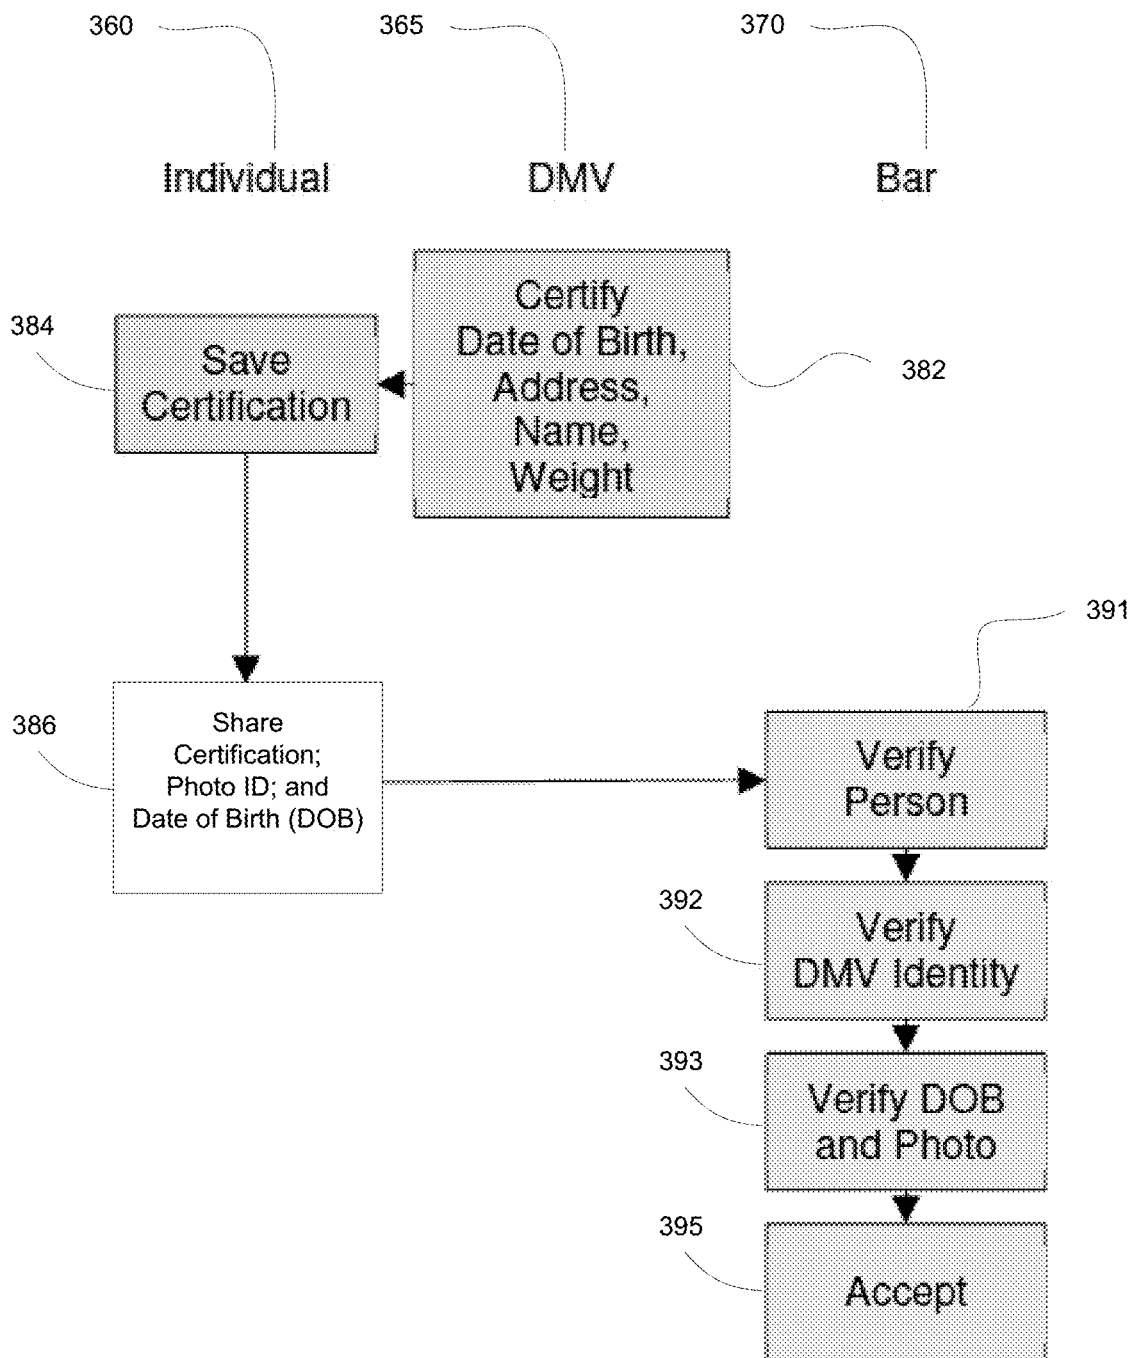 360
365
370
Individual
DMV
Bar
Certify
Date of Birth,
Address,
Name,
Weight
382
384
Save
Certification
386
Share
Certification;
Photo ID; and
Date of Birth (DOB)
391
Verify
Person
392
Verify
DMV Identity
393
Verify DOB
and Photo
395
Accept